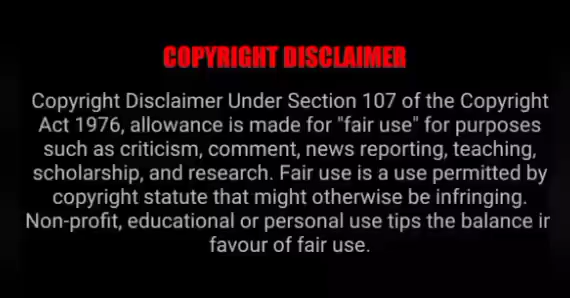 COPYRIGHT DISCLAIMER
Copyright Disclaimer Under Section 107 of the Copyright
Act 1976, allowance is made for "fair use" for purposes
such as criticism, comment, news reporting, teaching,
scholarship, and research. Fair use is a use permitted by
copyright statute that might otherwise be infringing.
Non-profit, educational or personal use tips the balance in
favour of fair use.